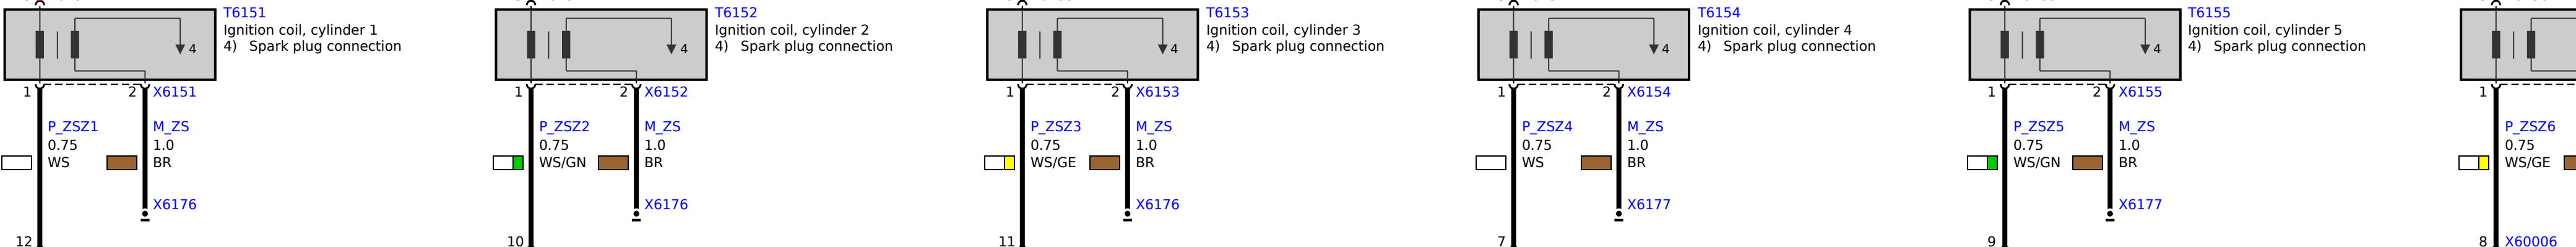 T6151
Ignition coil, cylinder 1
4) Spark plug connection
4
1
2
X6151
P_ZSZ1
0.75
WS
M_ZS
1.0
BR
X6176
12
T6152
Ignition coil, cylinder 2
4) Spark plug connection
4
1
2
X6152
P_ZSZ2
0.75
WS/GN
M_ZS
1.0
BR
X6176
10
T6153
Ignition coil, cylinder 3
4) Spark plug connection
4
1
2
X6153
P_ZSZ3
0.75
WS/GE
M_ZS
1.0
BR
X6176
11
T6154
Ignition coil, cylinder 4
4) Spark plug connection
4
1
2
X6154
P_ZSZ4
0.75
WS
M_ZS
1.0
BR
X6177
7
T6155
Ignition coil, cylinder 5
4) Spark plug connection
4
1
2
X6155
P_ZSZ5
0.75
WS/GN
M_ZS
1.0
BR
X6177
9
1
P_ZSZ6
0.75
WS/GE
8
X60006